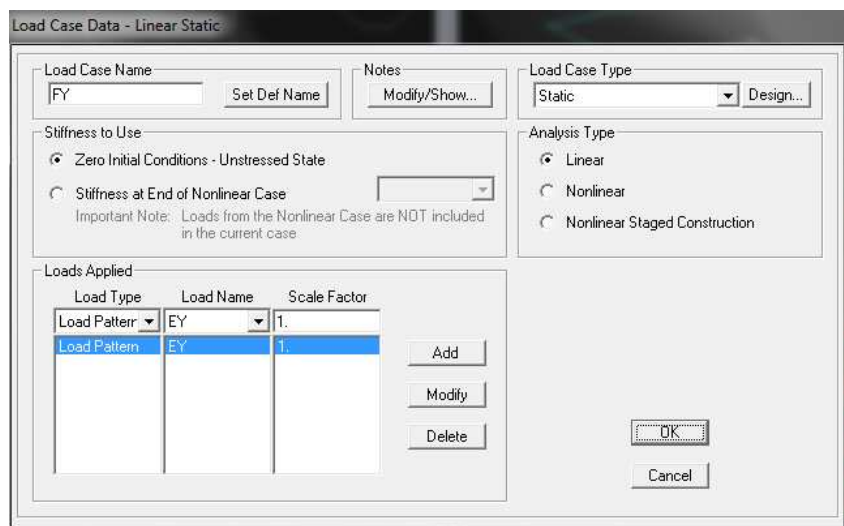 Load Case Data - Linear Static
Load Case Name
FY
Set Def Name
Notes
Modify/Show...
Load Case Type
Static
Design...
Stiffness to Use
Zero Initial Conditions - Unstressed State
Stiffness at End of Nonlinear Case
Important Note: Loads from the Nonlinear Case are NOT included
in the current case
Analysis Type
Linear
Nonlinear
Nonlinear Staged Construction
Loads Applied
Load Type Load Name Scale Factor
Load Pattern EY 1.
Load Pattern EY 1.
Add
Modify
Delete
OK
Cancel